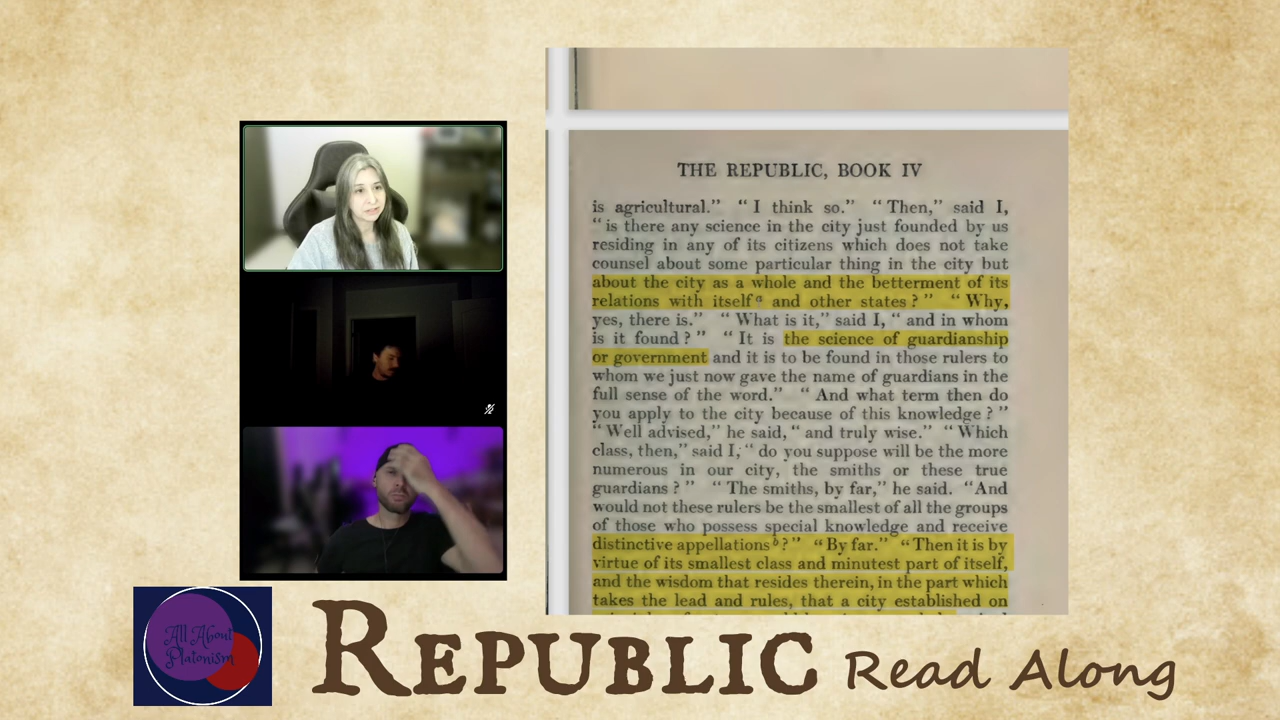 THE REPUBLIC, BOOK IV
is agricultural.” “ I think so.” “ Then,” said I,
“ is there any science in the city just founded by us
residing in any of its citizens which does not take
counsel about some particular thing in the city but
about the city as a whole and the betterment of its
relations with itself a and other states ? ” “ Why,
yes, there is.” “ What is it,” said I, “ and in whom
is it found ? ” “ It is the science of guardianship
or government and it is to be found in those rulers to
whom we just now gave the name of guardians in the
full sense of the word.” “ And what term then do
you apply to the city because of this knowledge ? ”
“ Well advised,” he said, “ and truly wise.” “ Which
class, then,” said I, “ do you suppose will be the more
numerous in our city, the smiths or these true
guardians ? ” “ The smiths, by far,” he said. “ And
would not these rulers be the smallest of all the groups
of those who possess special knowledge and receive
distinctive appellations b ? ” “ By far.” “ Then it is by
virtue of its smallest class and minutest part of itself,
and the wisdom that resides therein, in the part which
takes the lead and rules, that a city established on
All About
Platonism
REPUBLIC Read Along